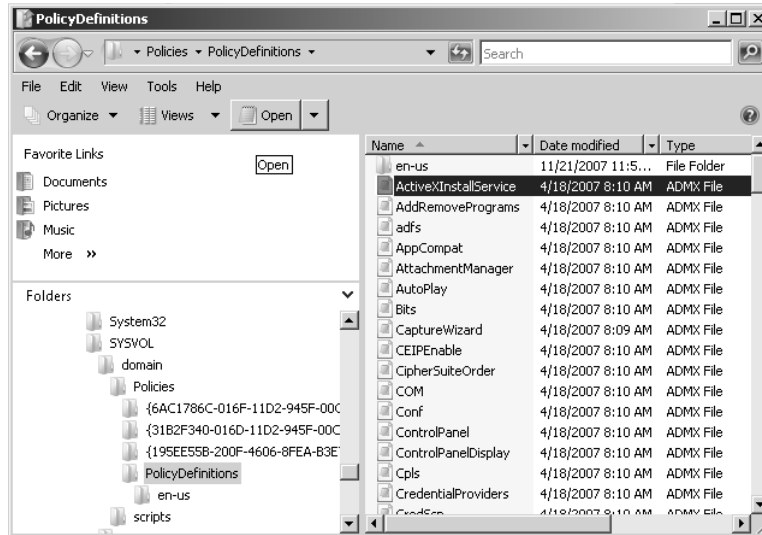 PolicyDefinitions
Policies PolicyDefinitions Search
File Edit View Tools Help
Organize Views Open
Favorite Links
Documents
Pictures
Music
More »
Open
Folders
System32
SYSVOL
domain
Policies
{6AC1786C-016F-11D2-945F-00C
{31B2F340-016D-11D2-945F-00C
{195EE55B-200F-4606-8FEA-B3E
PolicyDefinitions
en-us
scripts
Name Date modified Type
en-us 11/21/2007 11:5... File Folder
ActiveXInstallService 4/18/2007 8:10 AM ADMX File
AddRemovePrograms 4/18/2007 8:10 AM ADMX File
adfs 4/18/2007 8:10 AM ADMX File
AppCompat 4/18/2007 8:10 AM ADMX File
AttachmentManager 4/18/2007 8:10 AM ADMX File
AutoPlay 4/18/2007 8:10 AM ADMX File
Bits 4/18/2007 8:10 AM ADMX File
CaptureWizard 4/18/2007 8:09 AM ADMX File
CEIPEnable 4/18/2007 8:10 AM ADMX File
CipherSuiteOrder 4/18/2007 8:10 AM ADMX File
COM 4/18/2007 8:10 AM ADMX File
Conf 4/18/2007 8:10 AM ADMX File
ControlPanel 4/18/2007 8:10 AM ADMX File
ControlPanelDisplay 4/18/2007 8:10 AM ADMX File
Cpls 4/18/2007 8:10 AM ADMX File
CredentialProviders 4/18/2007 8:10 AM ADMX File
CredSsp 4/18/2007 8:10 AM ADMX File